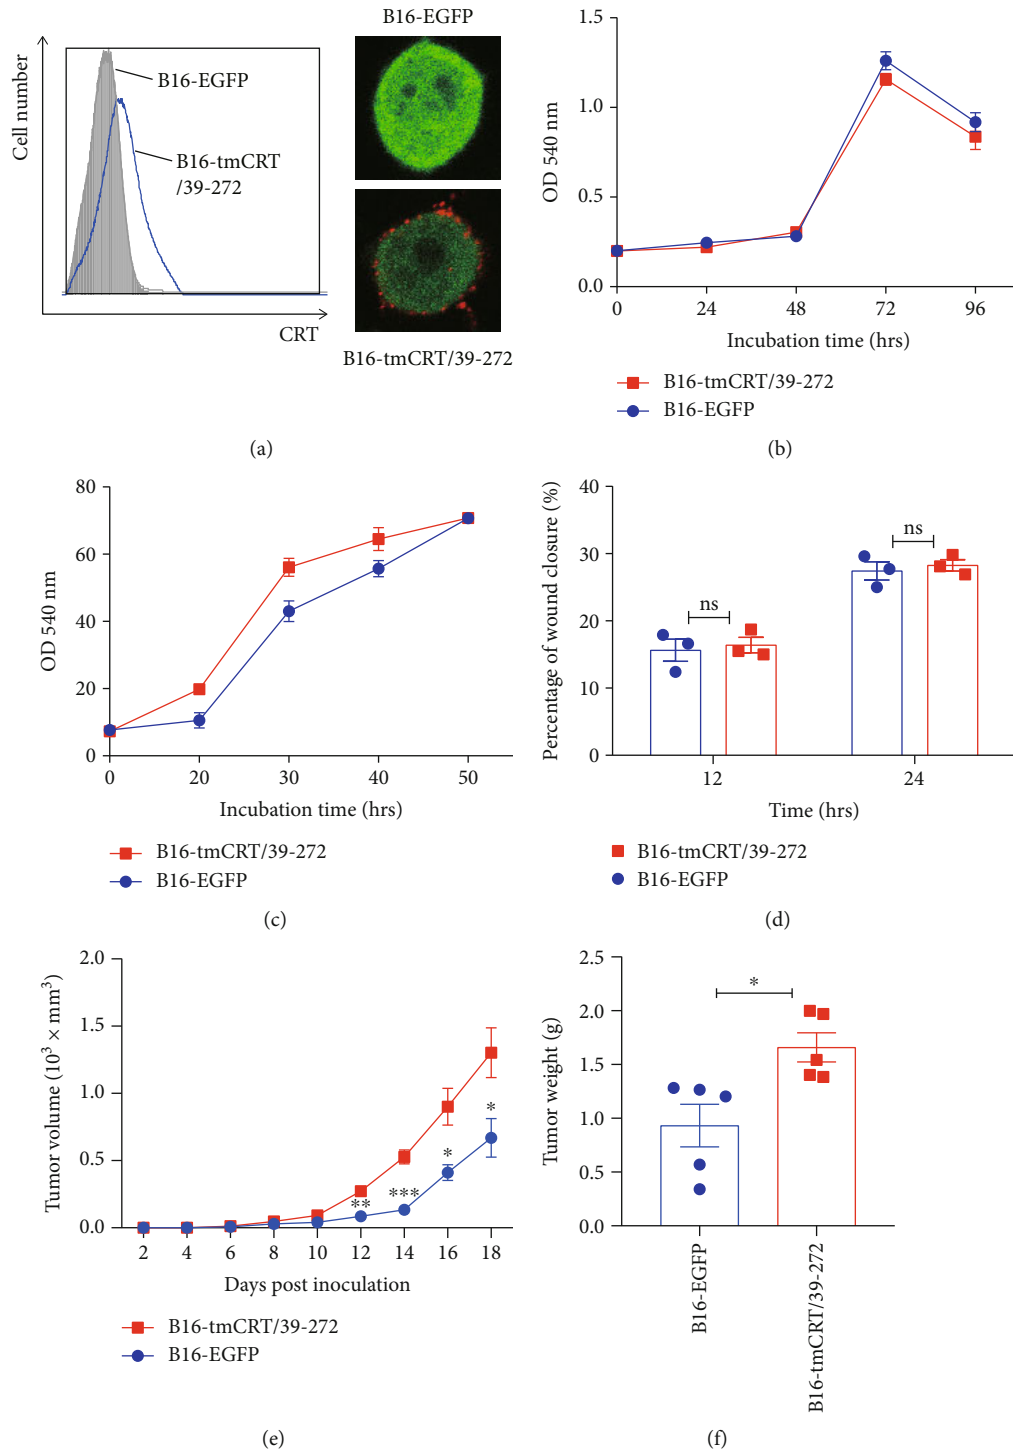 B16-EGFP
Cell number
B16-EGFP
B16-tmCRT
/39-272
CRT
B16-tmCRT/39-272
(a)
OD 540 nm
1.5
1.0
0.5
0.0
0 24 48 72 96
Incubation time (hrs)
B16-tmCRT/39-272
B16-EGFP
(b)
OD 540 nm
80
60
40
20
0
0 20 30 40 50
Incubation time (hrs)
B16-tmCRT/39-272
B16-EGFP
(c)
Percentage of wound closure (%)
40
30
20
10
0
ns
ns
12 24
Time (hrs)
B16-tmCRT/39-272
B16-EGFP
(d)
Tumor volume (10³ × mm³)
2.0
1.5
1.0
0.5
0.0
**
***
*
*
2 4 6 8 10 12 14 16 18
Days post inoculation
B16-tmCRT/39-272
B16-EGFP
(e)
Tumor weight (g)
2.5
2.0
1.5
1.0
0.5
0.0
*
B16-EGFP
B16-tmCRT/39-272
(f)